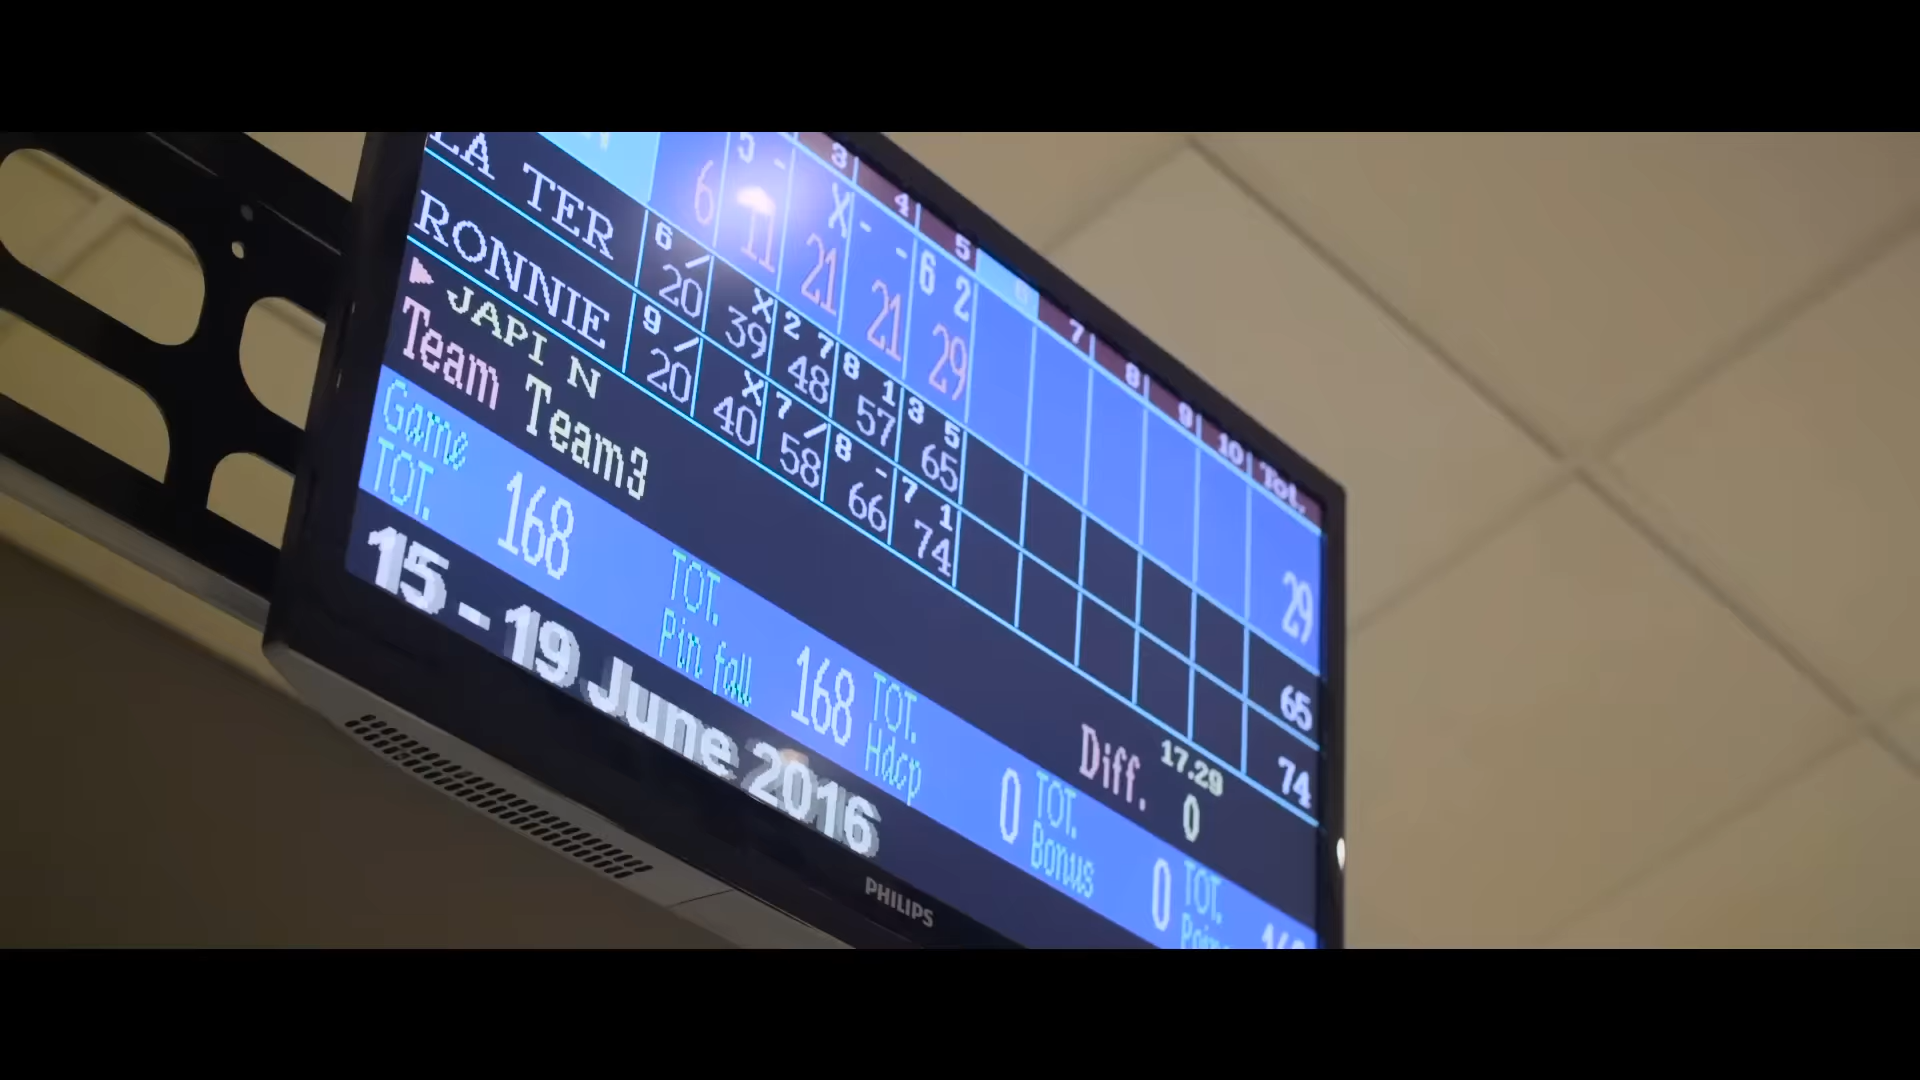 3 4 5 6 7 8 9 10 Tot.
5 - X - - 6 2
6 11 21 21 29 29
LA TER 6 / X 2 7 8 1 3 5
20 39 48 57 65 65
RONNIE 9 / X 7 / 8 - 7 1
20 40 58 66 74 74
JAPI N
Team Team3
Diff. 17.29 0
Game TOT. 168 TOT. Pin fall 168 TOT. Hdcp 0 TOT. Bonus 0 TOT.
15 - 19 June 2016
PHILIPS